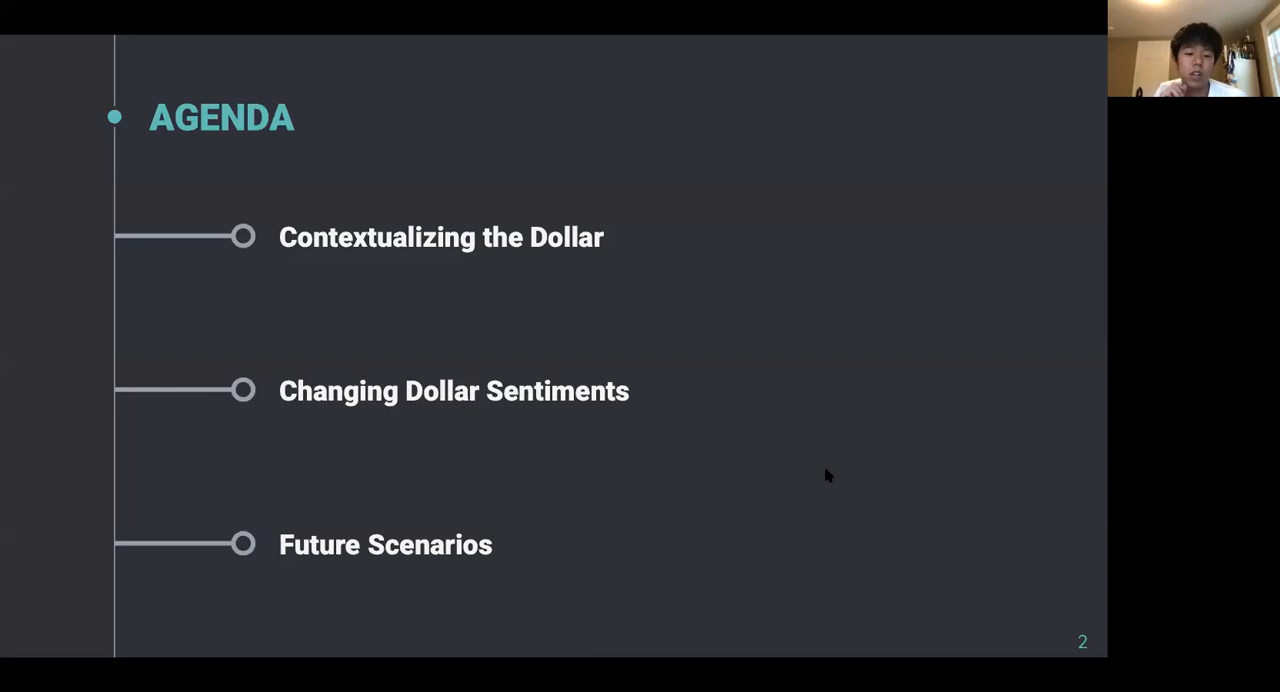 AGENDA
Contextualizing the Dollar
Changing Dollar Sentiments
Future Scenarios
2